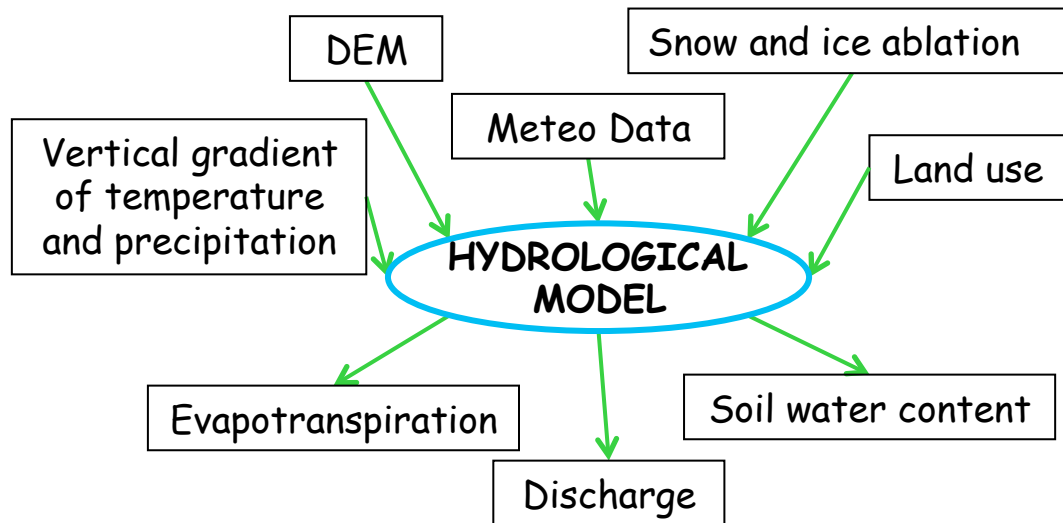 DEM
Snow and ice ablation
Meteo Data
Vertical gradient
of temperature
and precipitation
Land use
HYDROLOGICAL
MODEL
Evapotranspiration
Soil water content
Discharge